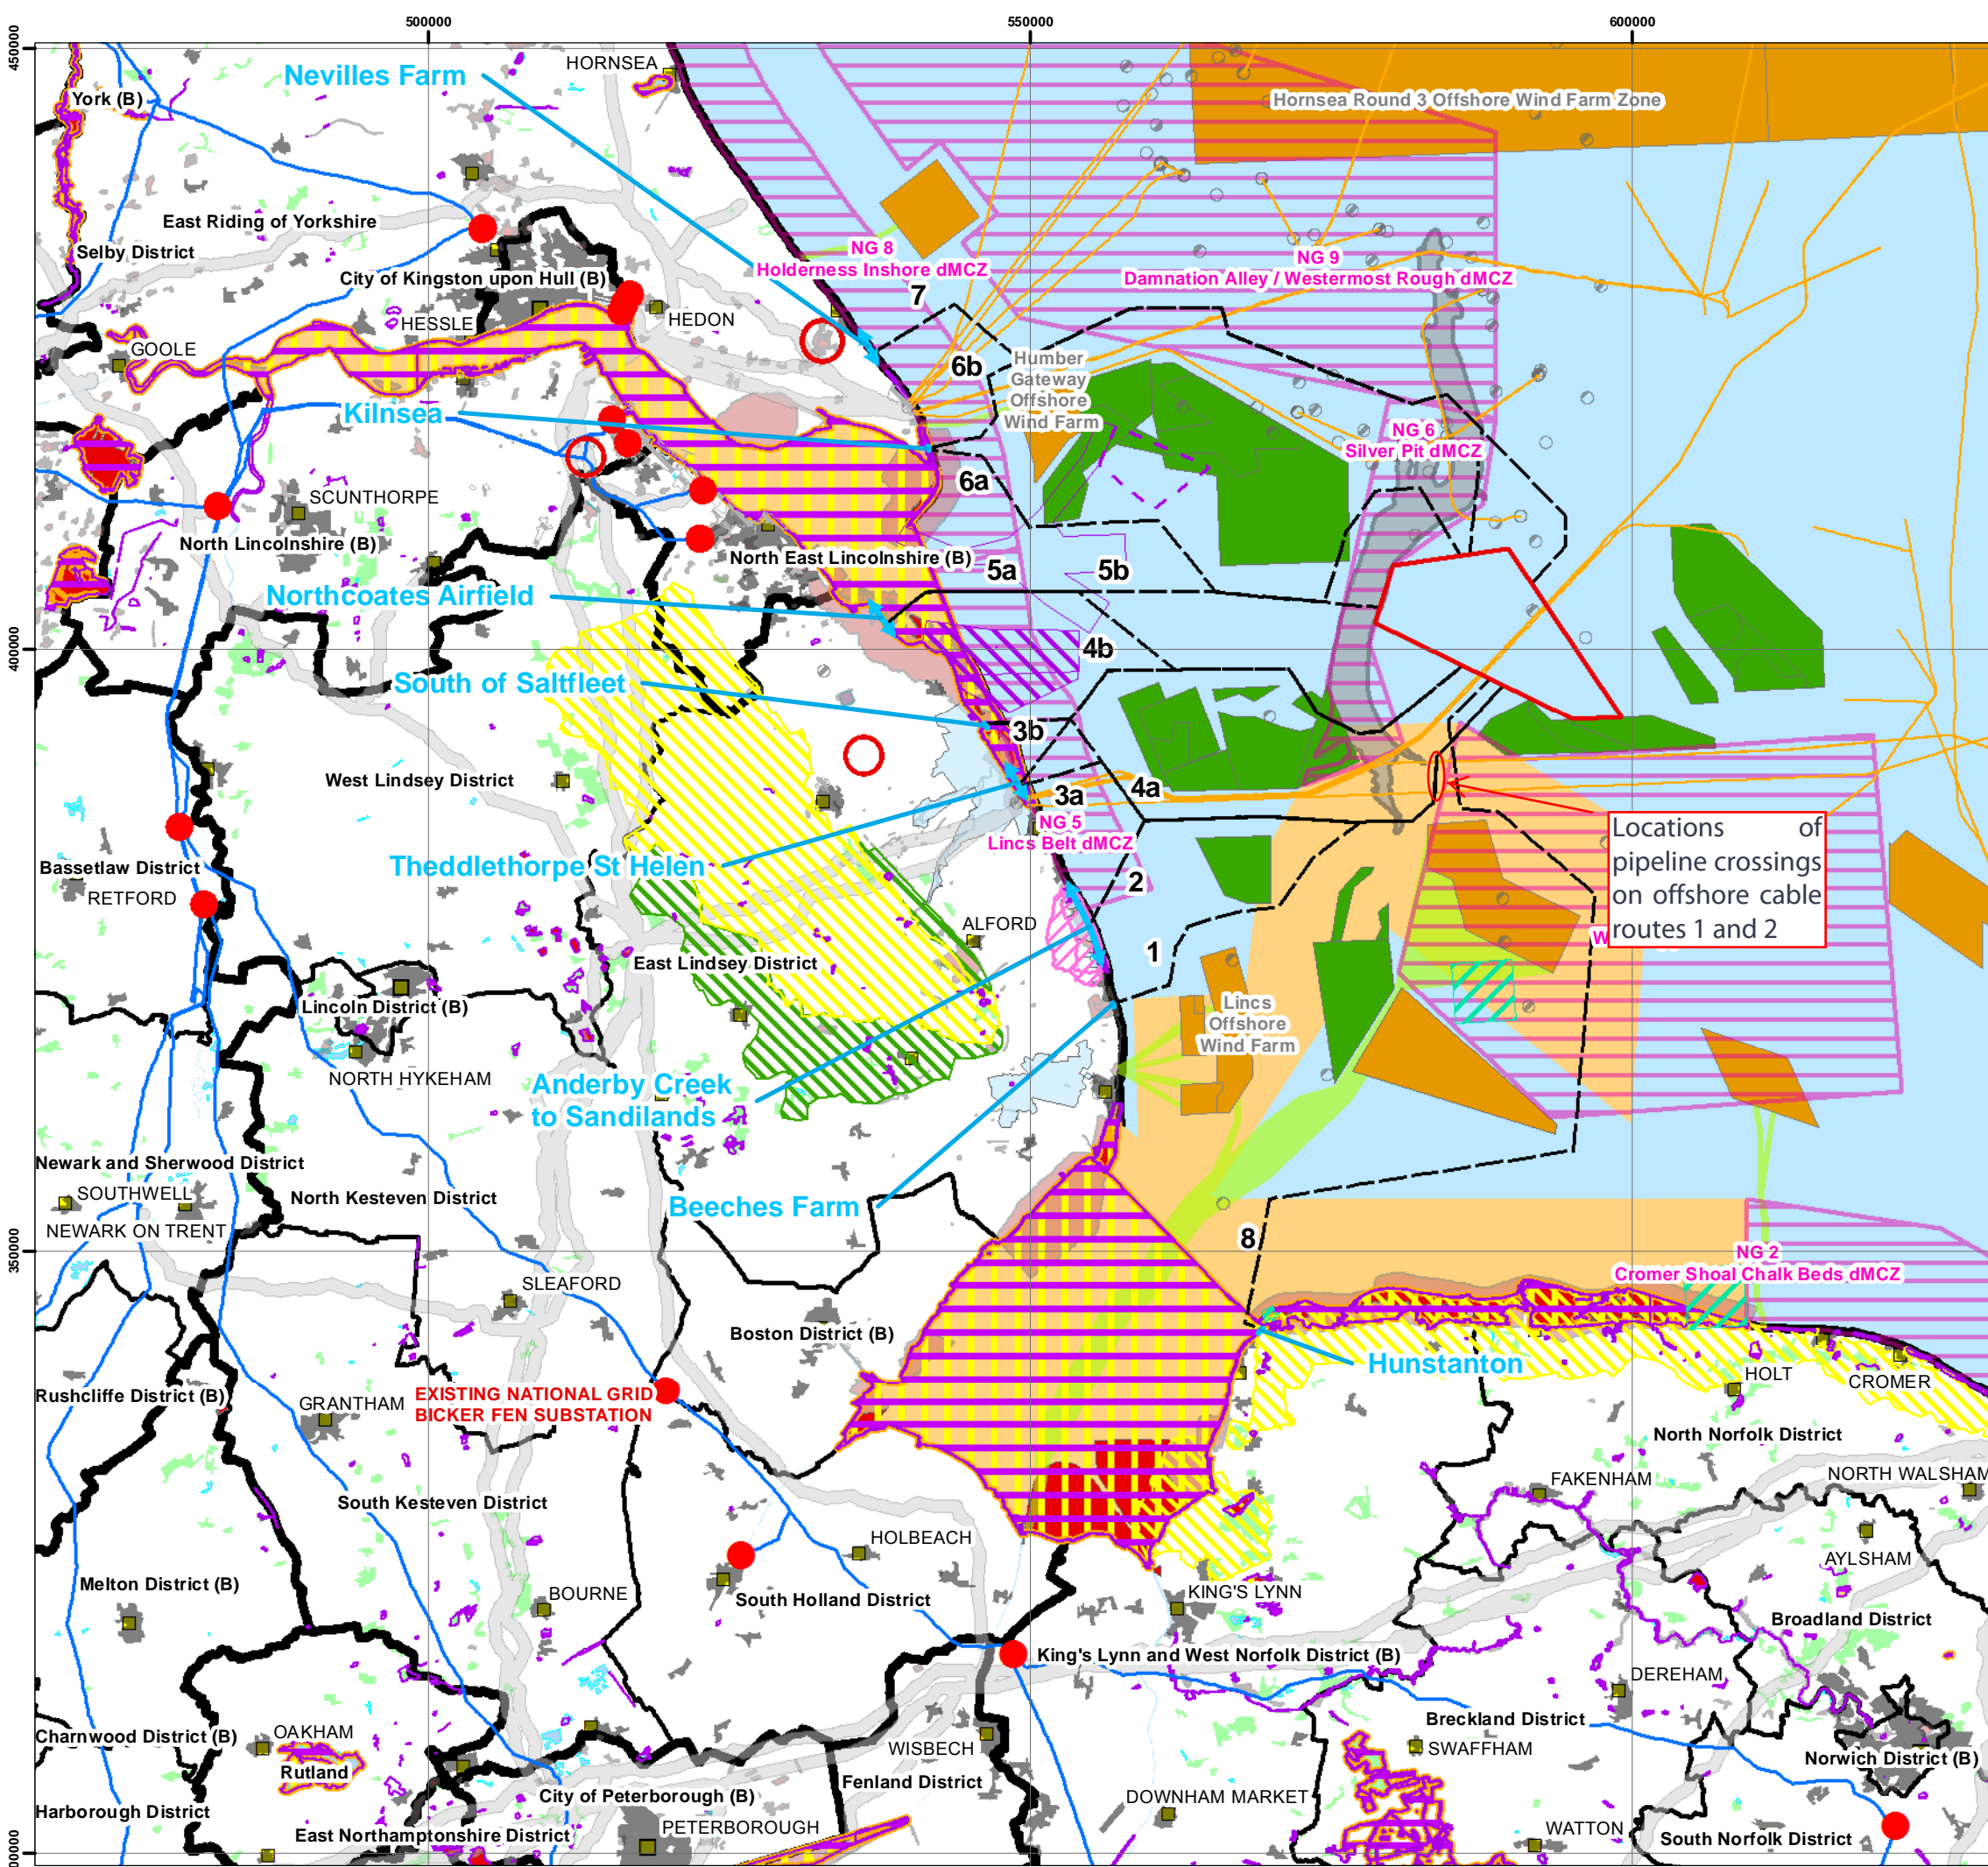 500000
550000
600000
450000
HORNSEA
Nevilles Farm
York (B)
Hornsea Round 3 Offshore Wind Farm Zone
East Riding of Yorkshire
Selby District
NG 8
Holderness Inshore dMCZ
NG 9
Damnation Alley / Westermost Rough dMCZ
City of Kingston upon Hull (B)
7
HESSLE
HEDON
GOOLE
6b
Humber
Gateway
Offshore
Wind Farm
Kilnsea
NG 6
Silver Pit dMCZ
6a
SCUNTHORPE
North Lincolnshire (B)
North East Lincolnshire (B)
5a
5b
Northcoates Airfield
400000
4b
South of Saltfleet
3b
West Lindsey District
3a
4a
NG 5
Lincs Belt dMCZ
Locations of
pipeline crossings
on offshore cable
routes 1 and 2
W
Theddlethorpe St Helen
Bassetlaw District
RETFORD
2
ALFORD
1
East Lindsey District
Lincoln District (B)
Lincs
Offshore
Wind Farm
NORTH HYKEHAM
Anderby Creek
to Sandilands
Newark and Sherwood District
SOUTHWELL
North Kesteven District
Beeches Farm
NEWARK ON TRENT
8
350000
NG 2
Cromer Shoal Chalk Beds dMCZ
SLEAFORD
Boston District (B)
Hunstanton
HOLT
CROMER
Rushcliffe District (B)
GRANTHAM
EXISTING NATIONAL GRID
BICKER FEN SUBSTATION
North Norfolk District
FAKENHAM
NORTH WALSHAM
South Kesteven District
HOLBEACH
AYLSHAM
Melton District (B)
BOURNE
South Holland District
KING'S LYNN
Broadland District
King's Lynn and West Norfolk District (B)
DEREHAM
Breckland District
Charnwood District (B)
OAKHAM
Rutland
WISBECH
SWAFFHAM
Norwich District (B)
Fenland District
City of Peterborough (B)
DOWNHAM MARKET
Harborough District
East Northamptonshire District
PETERBOROUGH
WATTON
South Norfolk District
00000